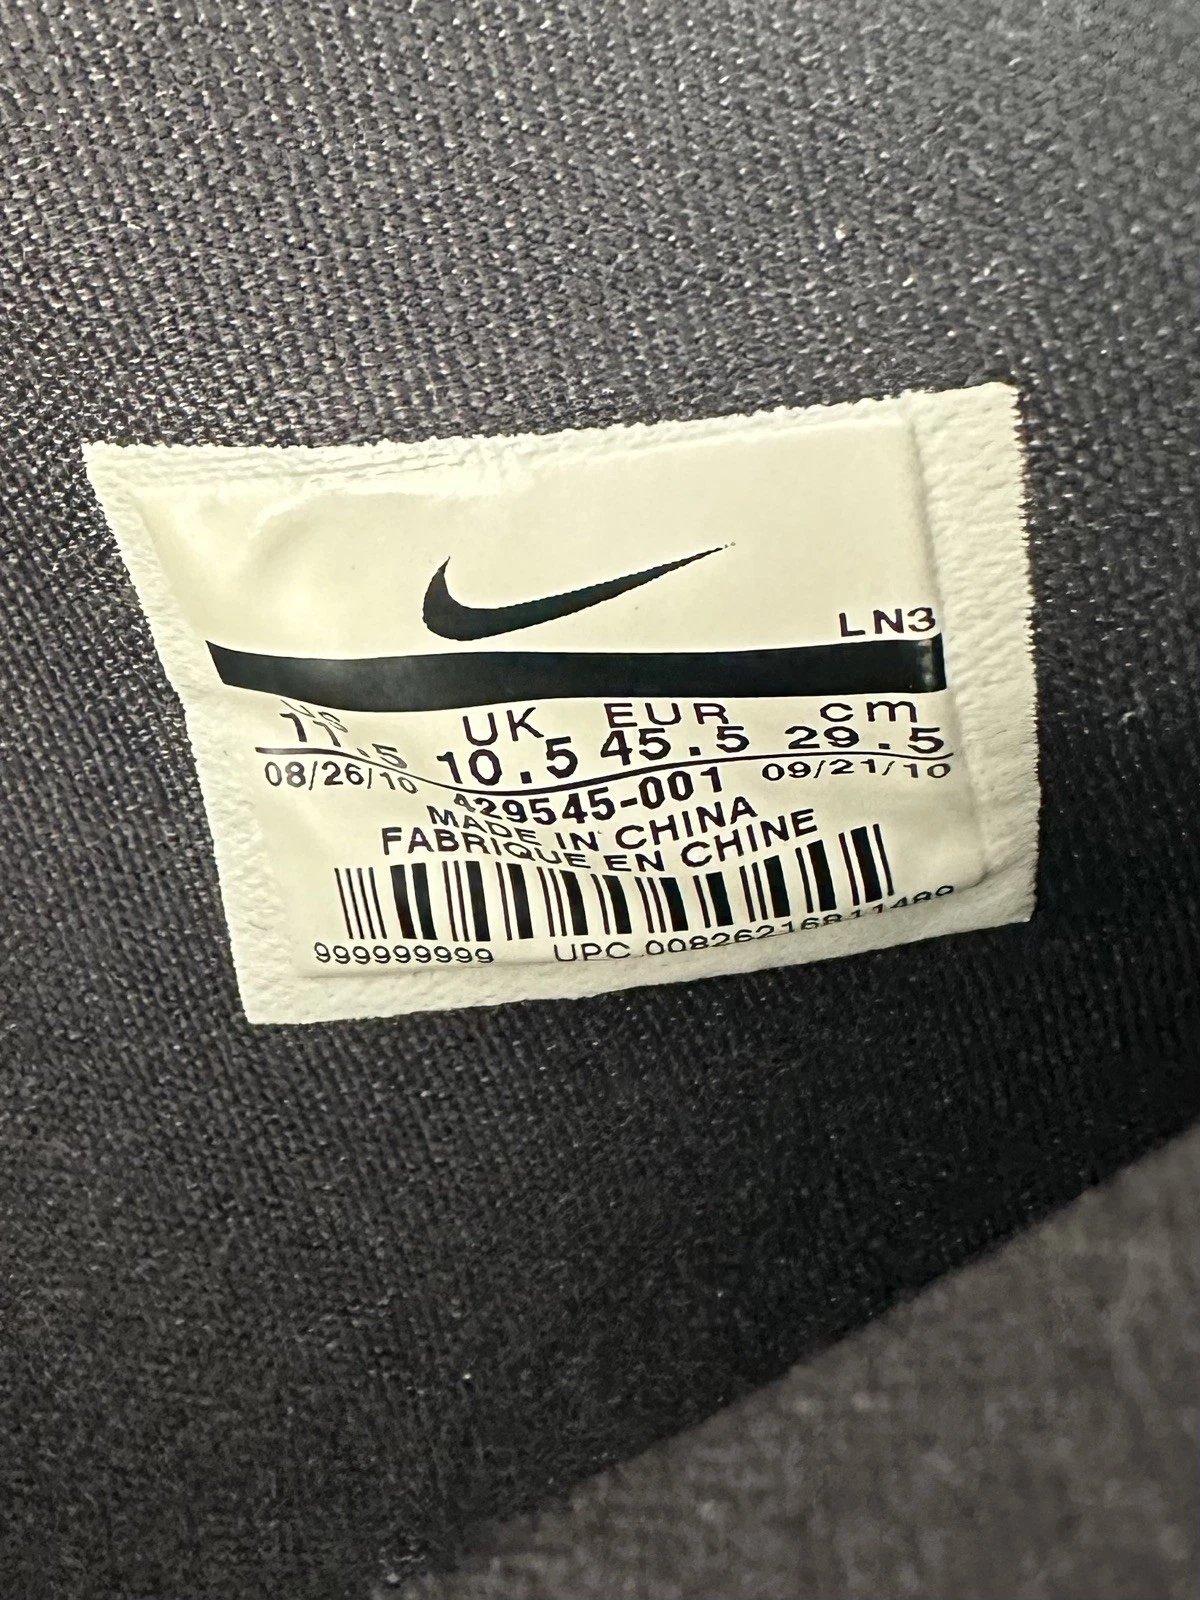 LN3
US UK EUR cm
11.5 10.5 45.5 29.5
08/26/10 09/21/10
429545-001
MADE IN CHINA
FABRIQUE EN CHINE
999999999 UPC